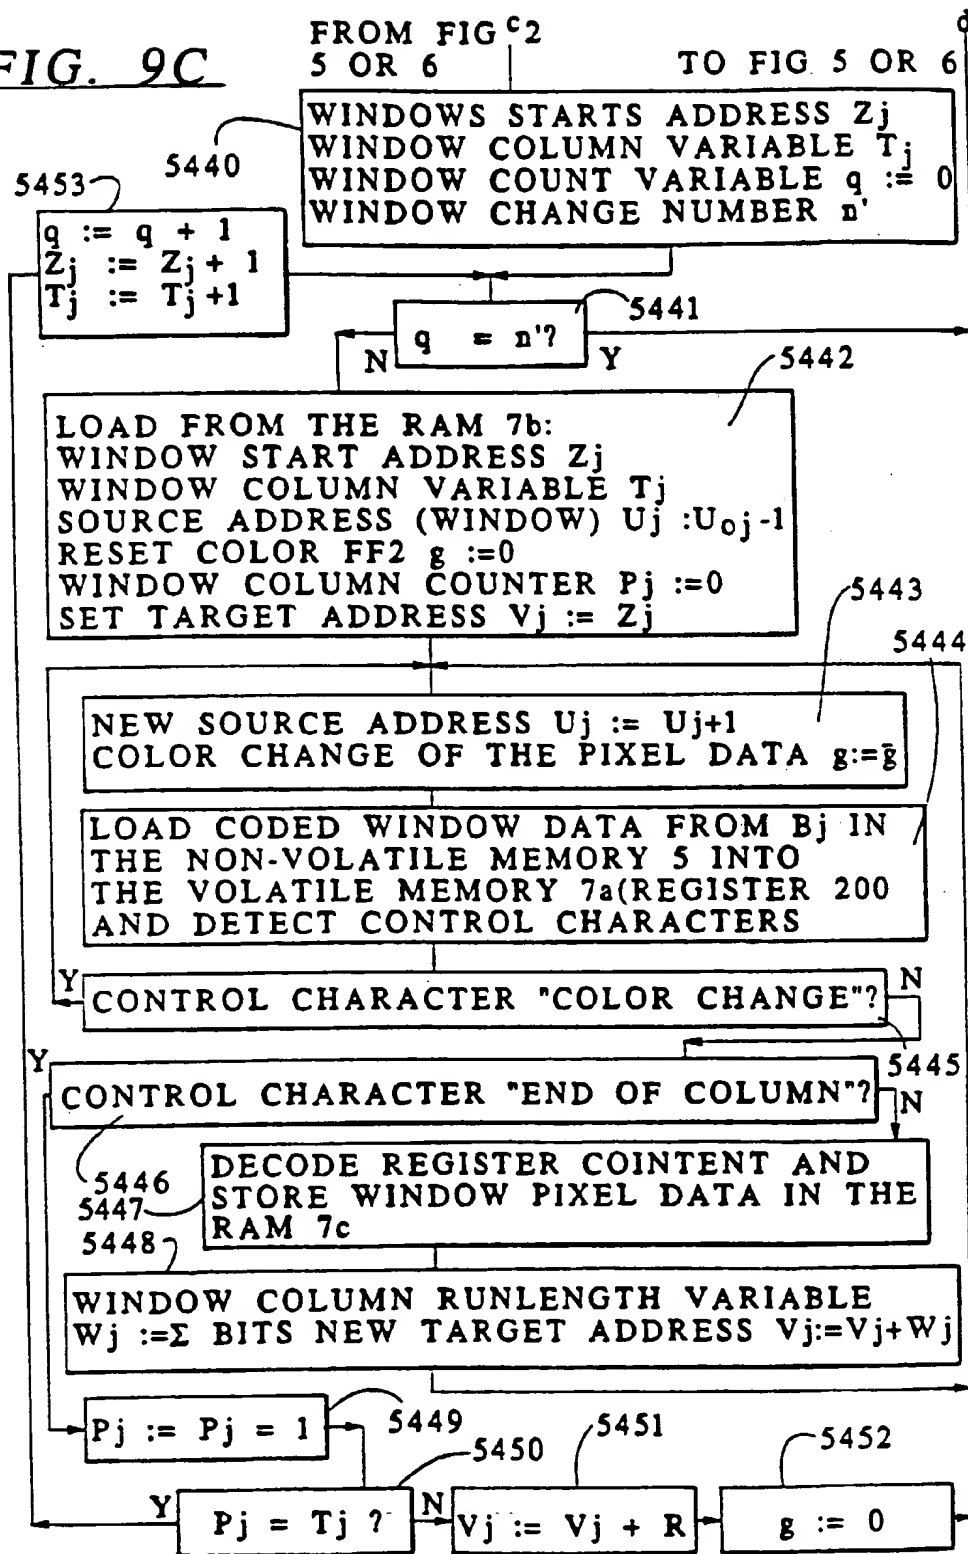 FIG. 9C
FROM FIG c2
5 OR 6
TO FIG 5 OR 6
d
WINDOWS STARTS ADDRESS Zj
WINDOW COLUMN VARIABLE Tj
WINDOW COUNT VARIABLE q := 0
WINDOW CHANGE NUMBER n'
5440
5453
q := q + 1
Zj := Zj + 1
Tj := Tj +1
5441
q = n'?
N
Y
5442
LOAD FROM THE RAM 7b:
WINDOW START ADDRESS Zj
WINDOW COLUMN VARIABLE Tj
SOURCE ADDRESS (WINDOW) Uj :Uoj-1
RESET COLOR FF2 g :=0
WINDOW COLUMN COUNTER Pj :=0
SET TARGET ADDRESS Vj := Zj
5443
5444
NEW SOURCE ADDRESS Uj := Uj+1
COLOR CHANGE OF THE PIXEL DATA g:=g̅
LOAD CODED WINDOW DATA FROM Bj IN
THE NON-VOLATILE MEMORY 5 INTO
THE VOLATILE MEMORY 7a(REGISTER 200
AND DETECT CONTROL CHARACTERS
Y
CONTROL CHARACTER "COLOR CHANGE"?
N
5445
Y
CONTROL CHARACTER "END OF COLUMN"?
N
5446
5447
DECODE REGISTER COINTENT AND
STORE WINDOW PIXEL DATA IN THE
RAM 7c
5448
WINDOW COLUMN RUNLENGTH VARIABLE
Wj :=Σ BITS NEW TARGET ADDRESS Vj:=Vj+Wj
Pj := Pj = 1
5449
5450
5451
5452
Y
Pj = Tj ?
N
Vj := Vj + R
g := 0